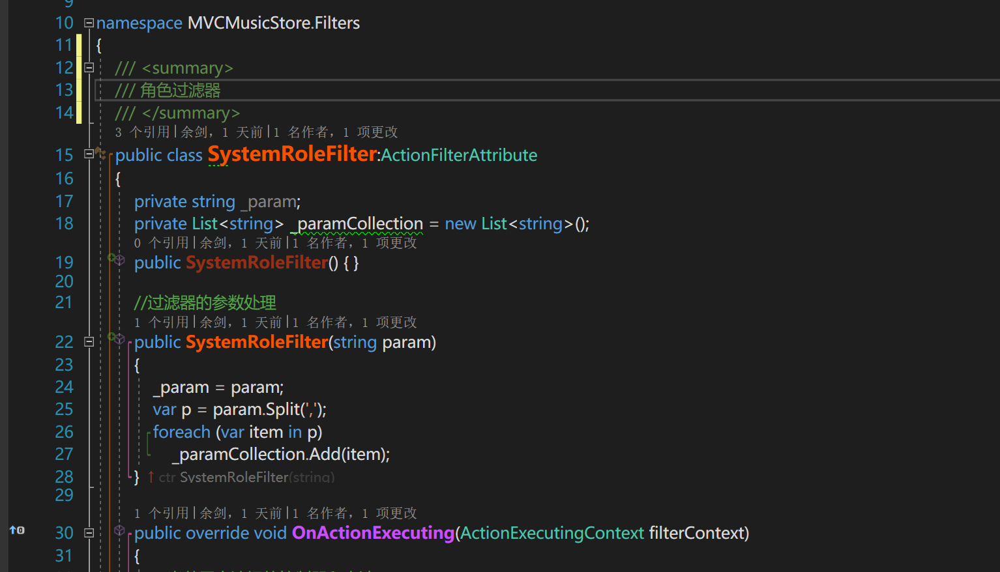 9
10 namespace MVCMusicStore.Filters
11 {
12 /// <summary>
13 /// 角色过滤器
14 /// </summary>
3 个引用|余剑，1 天前|1 名作者，1 项更改
15 public class SystemRoleFilter:ActionFilterAttribute
16 {
17 private string _param;
18 private List<string> _paramCollection = new List<string>();
0 个引用|余剑，1 天前|1 名作者，1 项更改
19 public SystemRoleFilter() { }
20
21 //过滤器的参数处理
1 个引用|余剑，1 天前|1 名作者，1 项更改
22 public SystemRoleFilter(string param)
23 {
24 _param = param;
25 var p = param.Split(',');
26 foreach (var item in p)
27 _paramCollection.Add(item);
28 } ↑ ctr SystemRoleFilter(string)
29
1 个引用|余剑，1 天前|1 名作者，1 项更改
30 public override void OnActionExecuting(ActionExecutingContext filterContext)
31 {